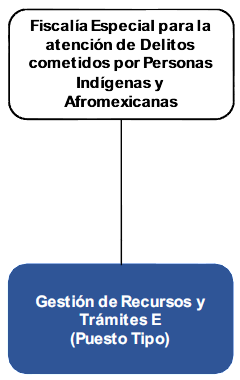 Fiscalía Especial para la
atención de Delitos
cometidos por Personas
Indígenas y
Afromexicanas
Gestión de Recursos y
Trámites E
(Puesto Tipo)